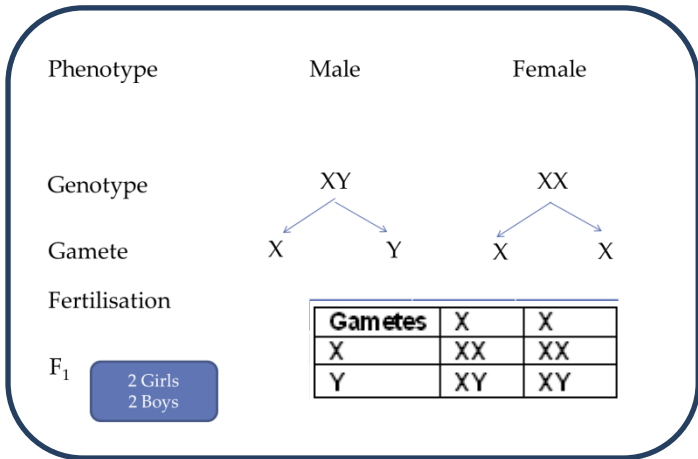 Phenotype Male Female
Genotype XY XX
Gamete X Y X X
Fertilisation
Gametes X X
X XX XX
Y XY XY
F₁
2 Girls
2 Boys